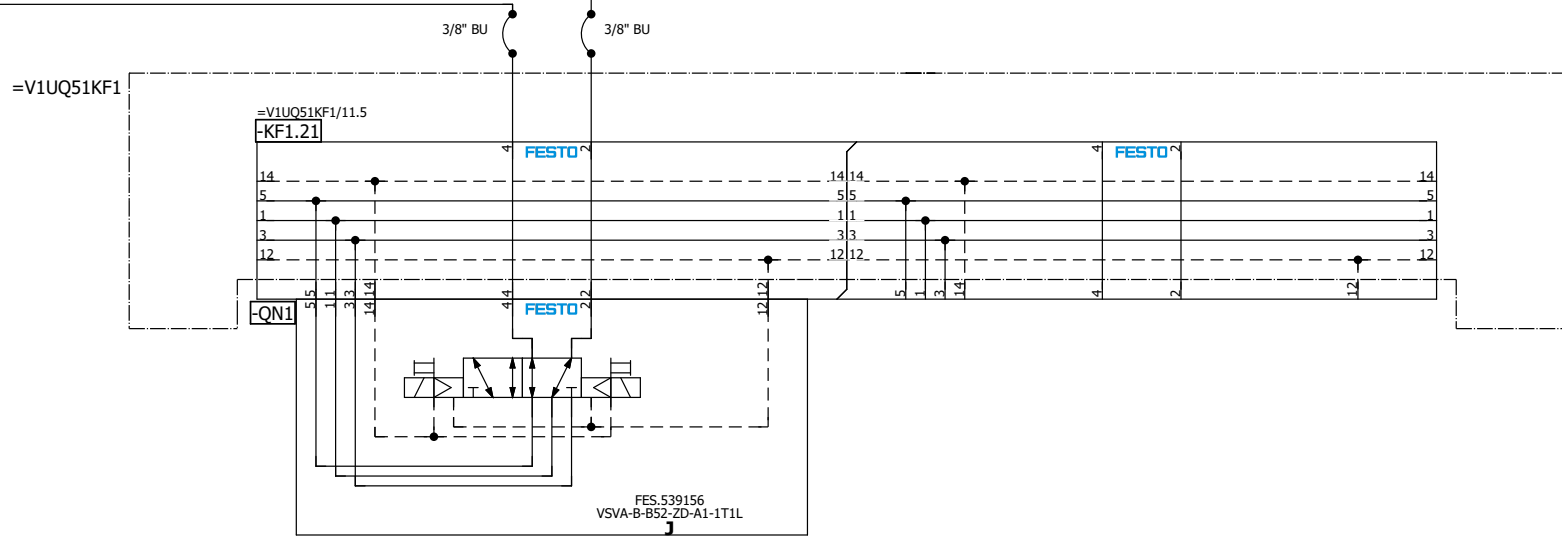 3/8" BU 3/8" BU
=V1UQ51KF1
=V1UQ51KF1/11.5
-KF1.21
4 FESTO 2 4 FESTO 2
14 14 14 14
5 5 5 5
1 1 1 1
3 3 3 3
12 12 12 12
5 5 1 1 3 3 14 14 4 4 2 2 12 12 5 1 3 14 4 2 12
-QN1 FESTO
FES.539156
VSVA-B-B52-ZD-A1-1T1L
J